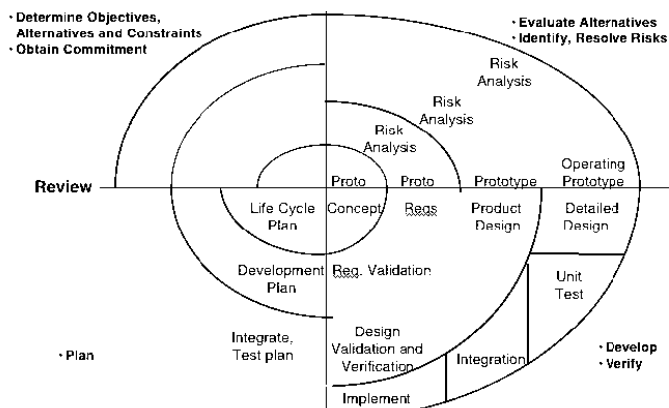 · Determine Objectives,
Alternatives and Constraints
· Obtain Commitment
· Evaluate Alternatives
· Identify, Resolve Risks
Risk
Analysis
Risk
Analysis
Risk
Analysis
Operating
Prototype
Review
Proto
Proto
Prototype
Life Cycle
Plan
Concept
Reqs
Product
Design
Detailed
Design
Development
Plan
Req. Validation
Unit
Test
Integrate,
Test plan
Design
Validation and
Verification
Integration
· Plan
· Develop
· Verify
Implement